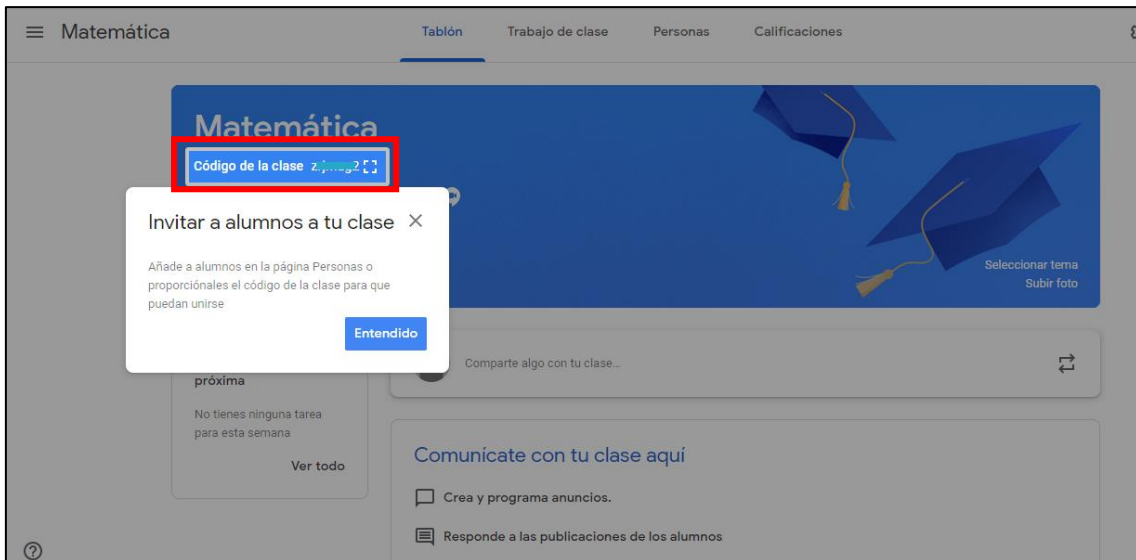 Matemática
Tablón
Trabajo de clase
Personas
Calificaciones
Matemática
Código de la clase
Invitar a alumnos a tu clase
Añade a alumnos en la página Personas o
proporciónales el código de la clase para que
puedan unirse
Entendido
Seleccionar tema
Subir foto
Comparte algo con tu clase...
próxima
No tienes ninguna tarea
para esta semana
Ver todo
Comunícate con tu clase aquí
Crea y programa anuncios.
Responde a las publicaciones de los alumnos